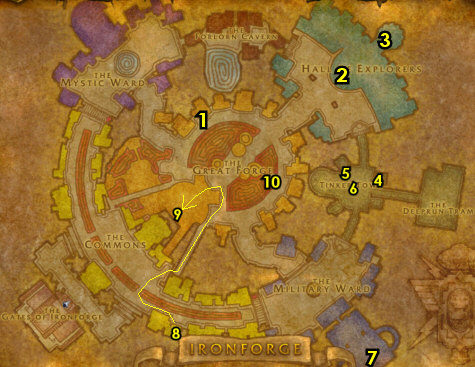 THE
FORLORN CAVERN
3
HALL OF EXPLORERS
2
THE
MYSTIC WARD
1
THE
GREAT FORGE
5
4
10
6
TINKER TOWN
9
THE
DEEPRUN TRAM
THE
COMMONS
THE
MILITARY WARD
THE
GATES OF IRONFORGE
8
IRONFORGE
7